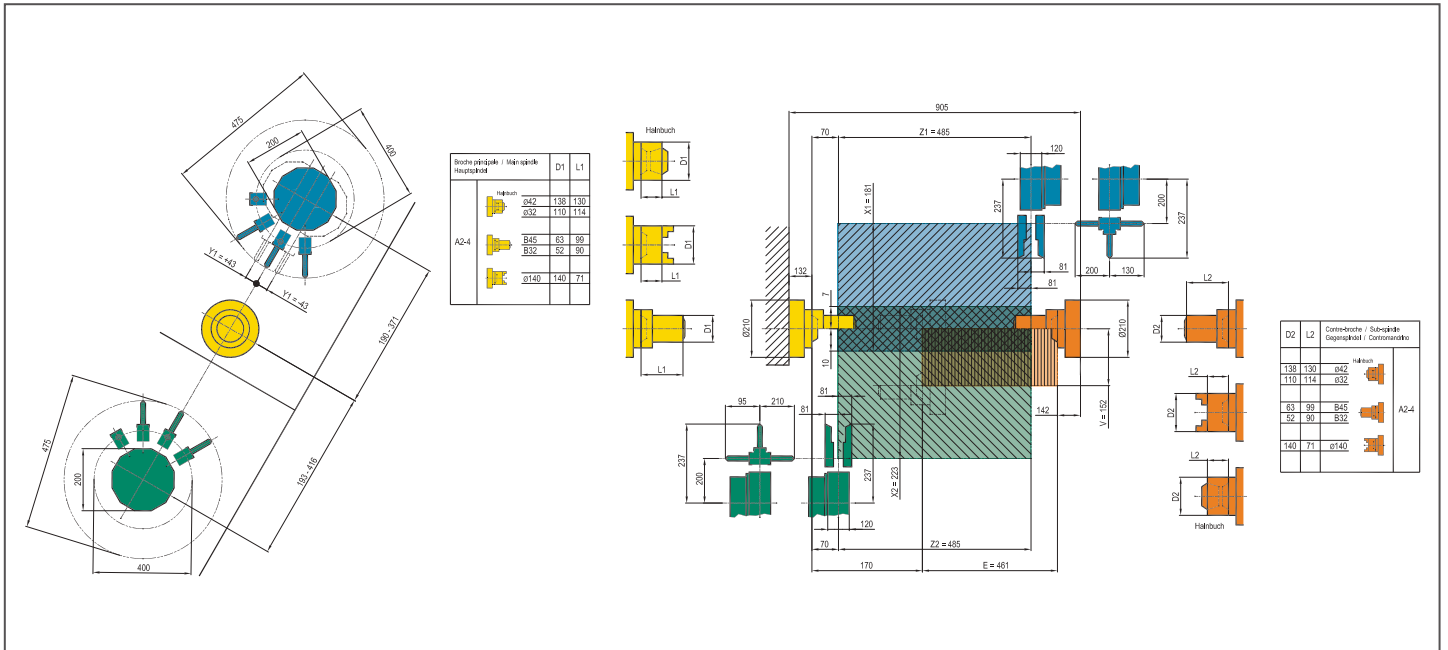 475
200
400
Y1 = +43
Y1 = -43
190 - 371
193 - 416
475
200
400
Broche principale / Main spindle
Hauptspindel
D1 L1
Hainbuch
ø42 138 130
ø32 110 114
A2-4
B45 63 99
B32 52 90
ø140 140 71
Hainbuch
D1
L1
D1
L1
D1
L1
905
70
Z1 = 485
120
X1 = 181
237
200
237
81
81
200
130
132
7
Ø210
10
Ø210
142
V = 152
81
81
95
210
237
200
237
X2 = 223
120
70
Z2 = 485
170
E = 461
L2
D2
L2
D2
L2
D2
Hainbuch
D2 L2
Contre-broche / Sub-spindle
Gegenspindel / Contromandrino
Hainbuch
138 130 ø42
110 114 ø32
A2-4
63 99 B45
52 90 B32
140 71 ø140